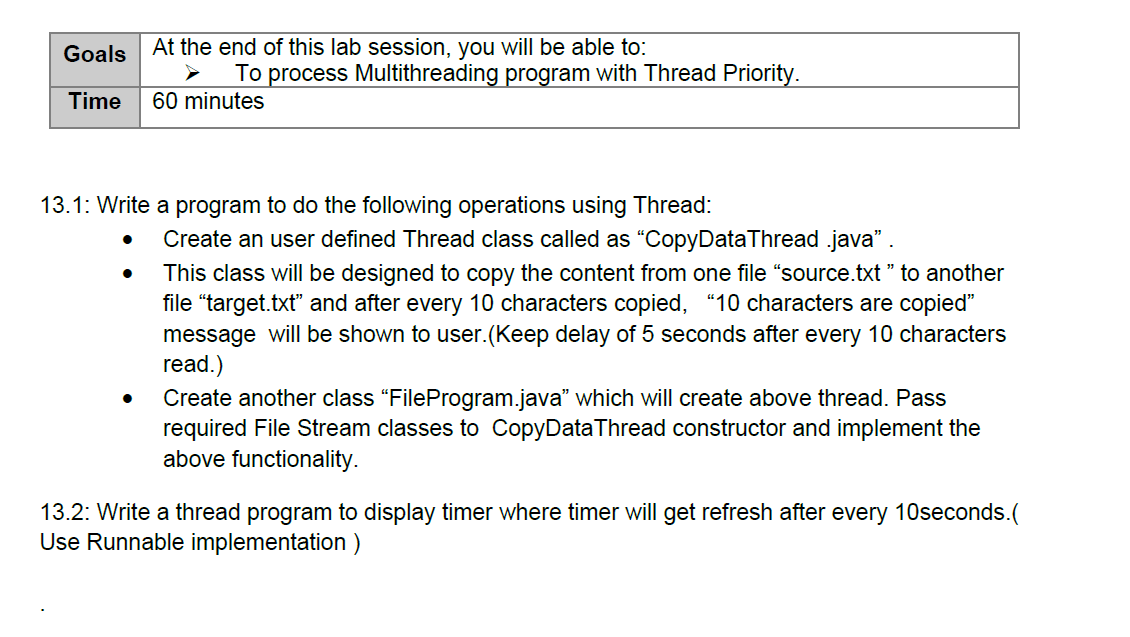 Goals At the end of this lab session, you will be able to:
➢ To process Multithreading program with Thread Priority.
Time 60 minutes
13.1: Write a program to do the following operations using Thread:
• Create an user defined Thread class called as “CopyDataThread .java” .
• This class will be designed to copy the content from one file “source.txt ” to another
file “target.txt” and after every 10 characters copied, “10 characters are copied”
message will be shown to user.(Keep delay of 5 seconds after every 10 characters
read.)
• Create another class “FileProgram.java” which will create above thread. Pass
required File Stream classes to CopyDataThread constructor and implement the
above functionality.
13.2: Write a thread program to display timer where timer will get refresh after every 10seconds.(
Use Runnable implementation )
.